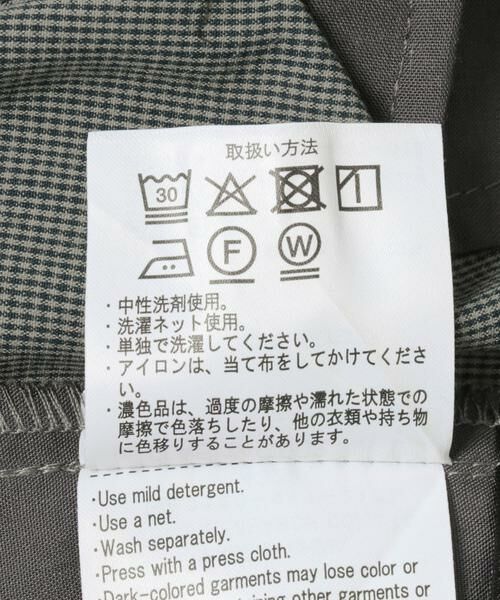 取扱い方法
30
F W
・中性洗剤使用。
・洗濯ネット使用。
・単独で洗濯してください。
・アイロンは、当て布をしてかけてくださ
い。
・濃色品は、過度の摩擦や濡れた状態での
摩擦で色落ちしたり、他の衣類や持ち物
に色移りすることがあります。
・Use mild detergent.
・Use a net.
・Wash separately.
・Press with a press cloth.
・Dark-colored garments may lose color or
other garments or